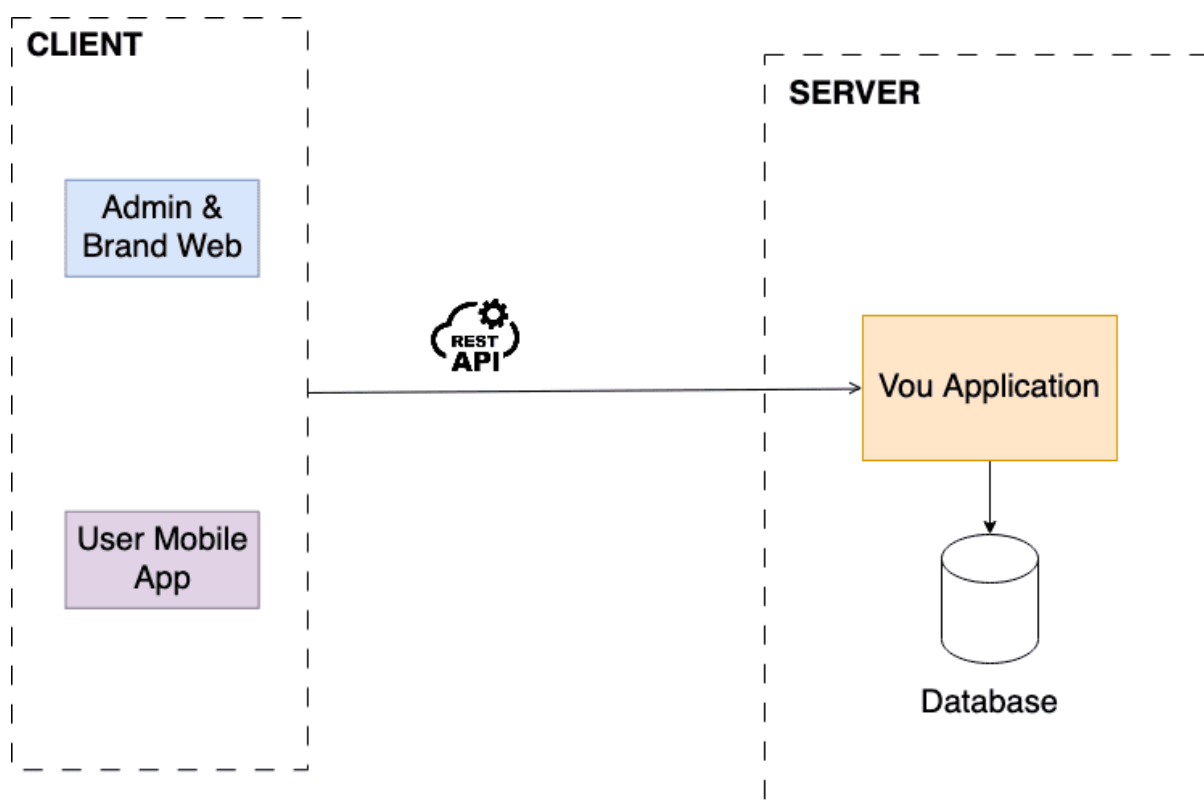 CLIENT
SERVER
Admin &
Brand Web
REST
API
Vou Application
User Mobile
App
Database